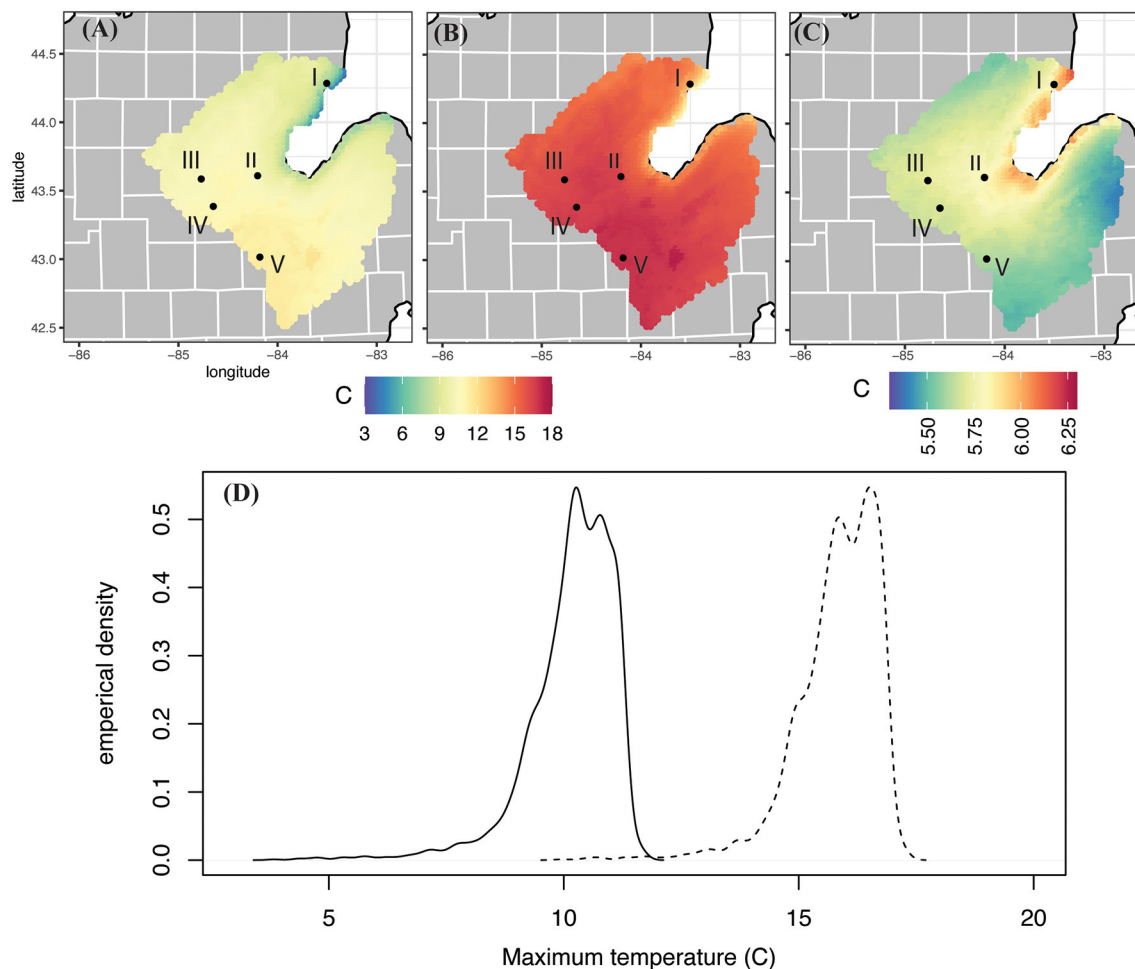 (A)
(B)
(C)
44.5
44.0
43.5
43.0
42.5
latitude
I
II
III
IV
V
I
II
III
IV
V
I
II
III
IV
V
−86
−85
−84
−83
−86
−85
−84
−83
−86
−85
−84
−83
longitude
C
3
6
9
12
15
18
C
5.50
5.75
6.00
6.25
(D)
0.5
0.4
0.3
0.2
0.1
0.0
emperical density
5
10
15
20
Maximum temperature (C)